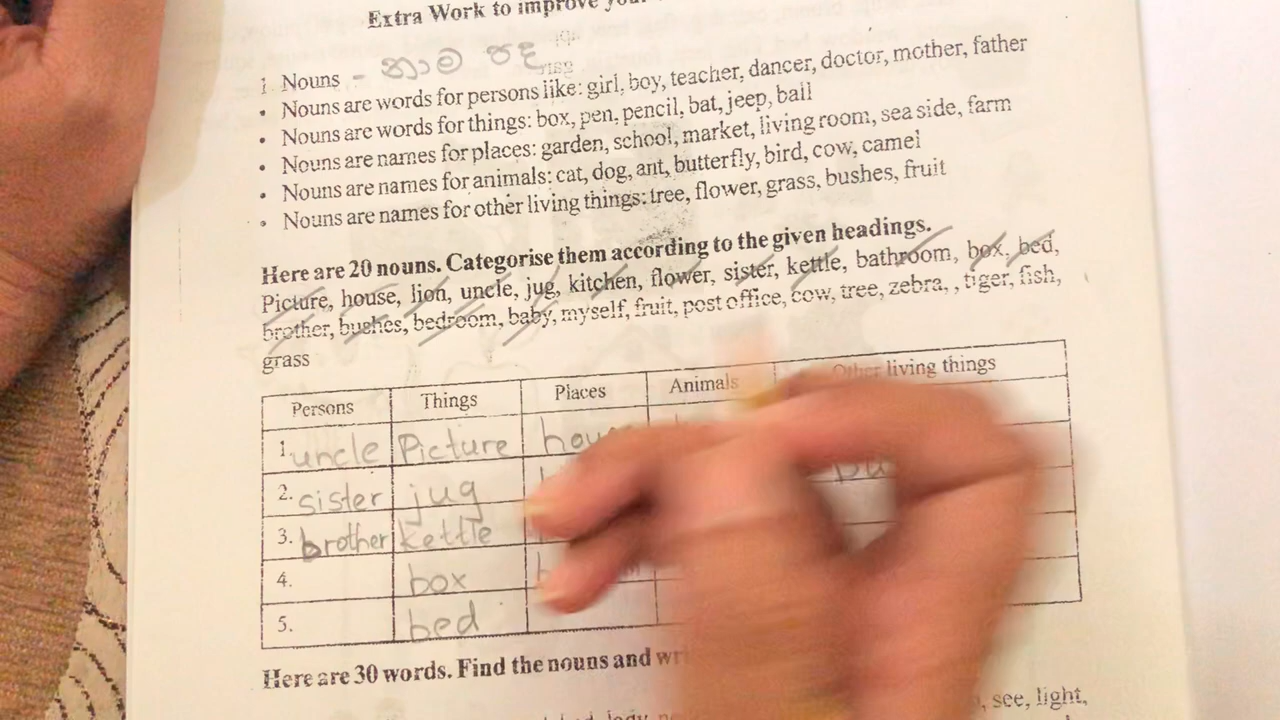 Extra Work to improve
1. Nouns - නාම පද
• Nouns are words for persons like: girl, boy, teacher, dancer, doctor, mother, father
• Nouns are words for things: box, pen, pencil, bat, jeep, ball
• Nouns are names for places: garden, school, market, living room, sea side, farm
• Nouns are names for animals: cat, dog, ant, butterfly, bird, cow, camel
• Nouns are names for other living things: tree, flower, grass, bushes, fruit
Here are 20 nouns. Categorise them according to the given headings.
Picture, house, lion, uncle, jug, kitchen, flower, sister, kettle, bathroom, box, bed,
brother, bushes, bedroom, baby, myself, fruit, post office, cow, tree, zebra, , tiger, fish,
grass
Persons Things Places Animals Other living things
1. uncle Picture
2. sister jug
3. brother kettle
4. box
5. bed
Here are 30 words. Find the nouns and
see, light,